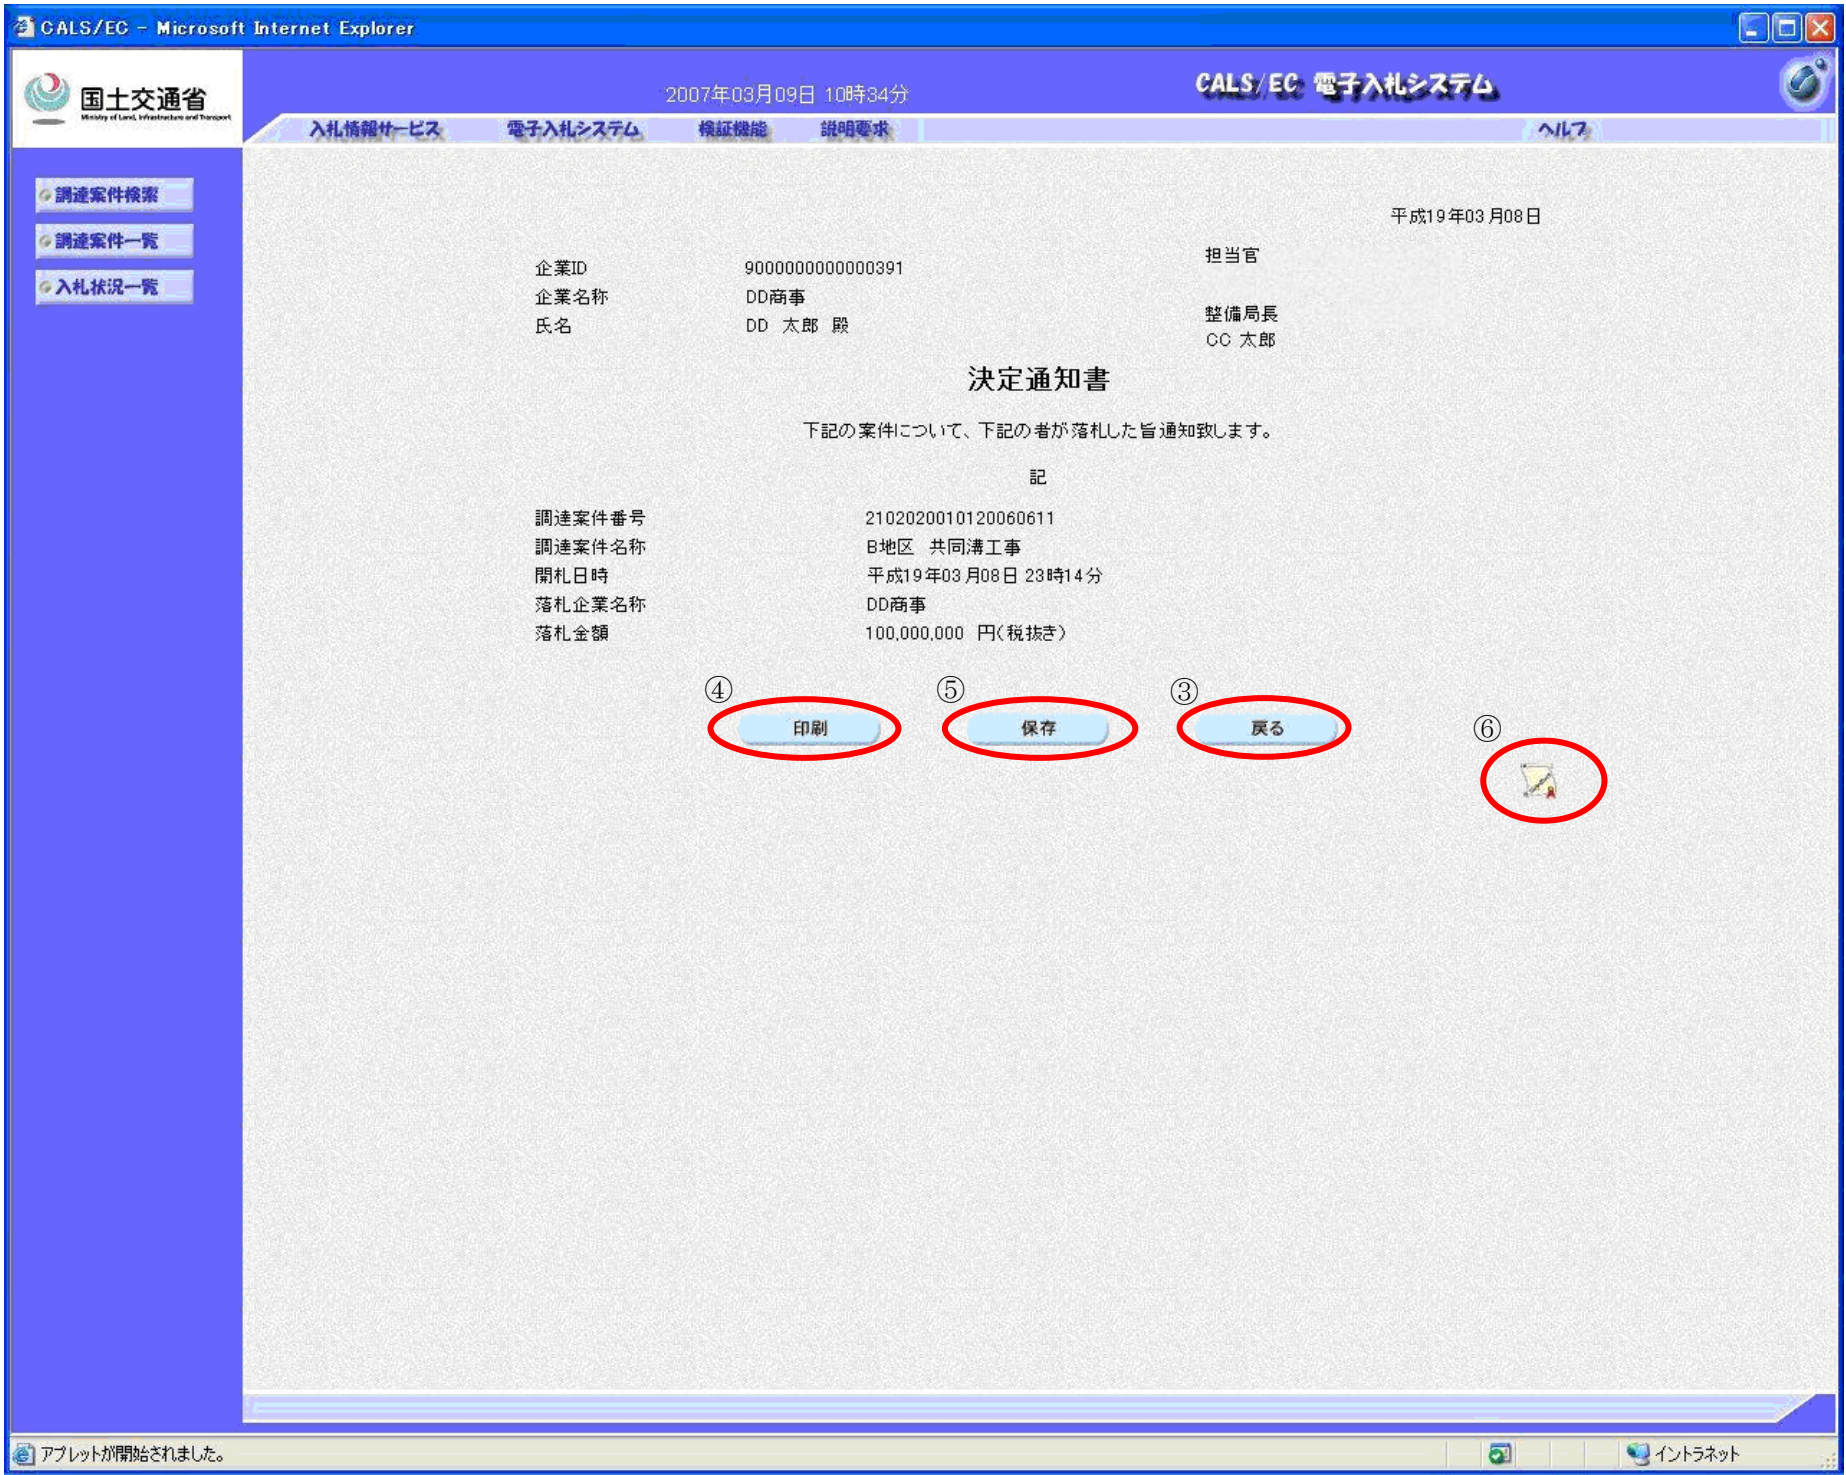 CALS/EC - Microsoft Internet Explorer
国土交通省
Ministry of Land, Infrastructure and Transport
2007年03月09日 10時34分
CALS/EC 電子入札システム
入札情報サービス 電子入札システム 検証機能 説明要求 ヘルプ
調達案件検索
調達案件一覧
入札状況一覧
平成19年03月08日
担当官
企業ID 9000000000000391
企業名称 DD商事
氏名 DD 太郎 殿
整備局長
CC 太郎
決定通知書
下記の案件について、下記の者が落札した旨通知致します。
記
調達案件番号 2102020010120060611
調達案件名称 B地区 共同溝工事
開札日時 平成19年03月08日 23時14分
落札企業名称 DD商事
落札金額 100,000,000 円(税抜き)
④ ⑤ ③ ⑥
印刷 保存 戻る
アプレットが開始されました。
イントラネット